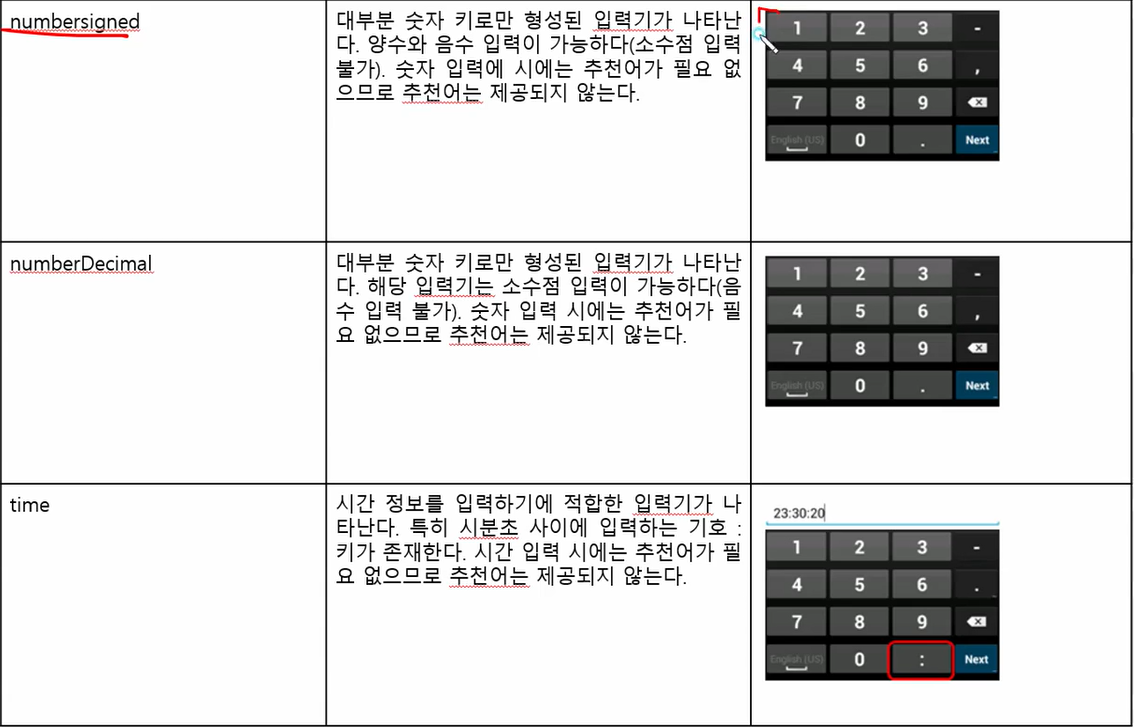 numbersigned
대부분 숫자 키로만 형성된 입력기가 나타난
다. 양수와 음수 입력이 가능하다(소수점 입력
불가). 숫자 입력에 시에는 추천어가 필요 없
으므로 추천어는 제공되지 않는다.
1 2 3 -
4 5 6 ,
7 8 9
English (US) 0 . Next
numberDecimal
대부분 숫자 키로만 형성된 입력기가 나타난
다. 해당 입력기는 소수점 입력이 가능하다(음
수 입력 불가). 숫자 입력 시에는 추천어가 필
요 없으므로 추천어는 제공되지 않는다.
1 2 3 -
4 5 6 ,
7 8 9
English (US) 0 . Next
time
시간 정보를 입력하기에 적합한 입력기가 나
타난다. 특히 시분초 사이에 입력하는 기호 :
키가 존재한다. 시간 입력 시에는 추천어가 필
요 없으므로 추천어는 제공되지 않는다.
23:30:20
1 2 3 -
4 5 6 .
7 8 9
English (US) 0 : Next